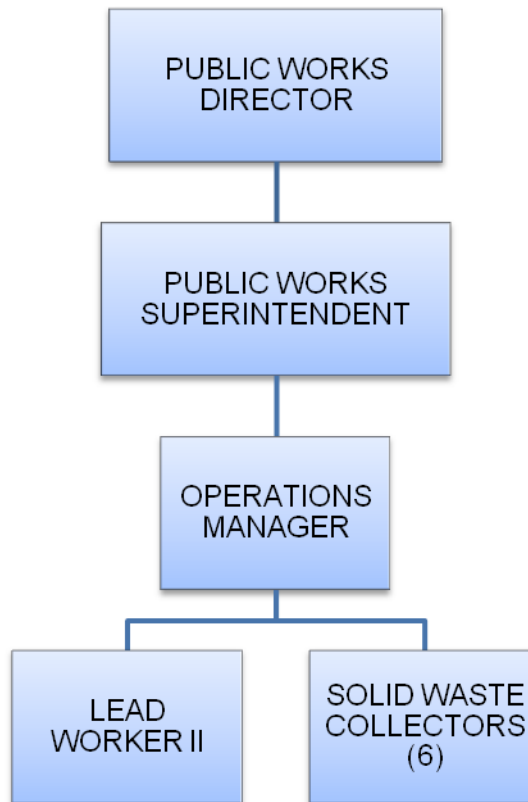 PUBLIC WORKS
DIRECTOR
PUBLIC WORKS
SUPERINTENDENT
OPERATIONS
MANAGER
LEAD
WORKER II
SOLID WASTE
COLLECTORS
(6)